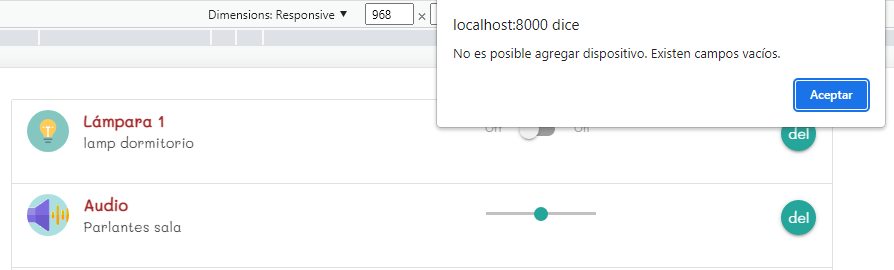 Dimensions: Responsive ▼ 968 ×
localhost:8000 dice
No es posible agregar dispositivo. Existen campos vacíos.
Aceptar
Lámpara 1
lamp dormitorio
Off On
del
Audio
Parlantes sala
del